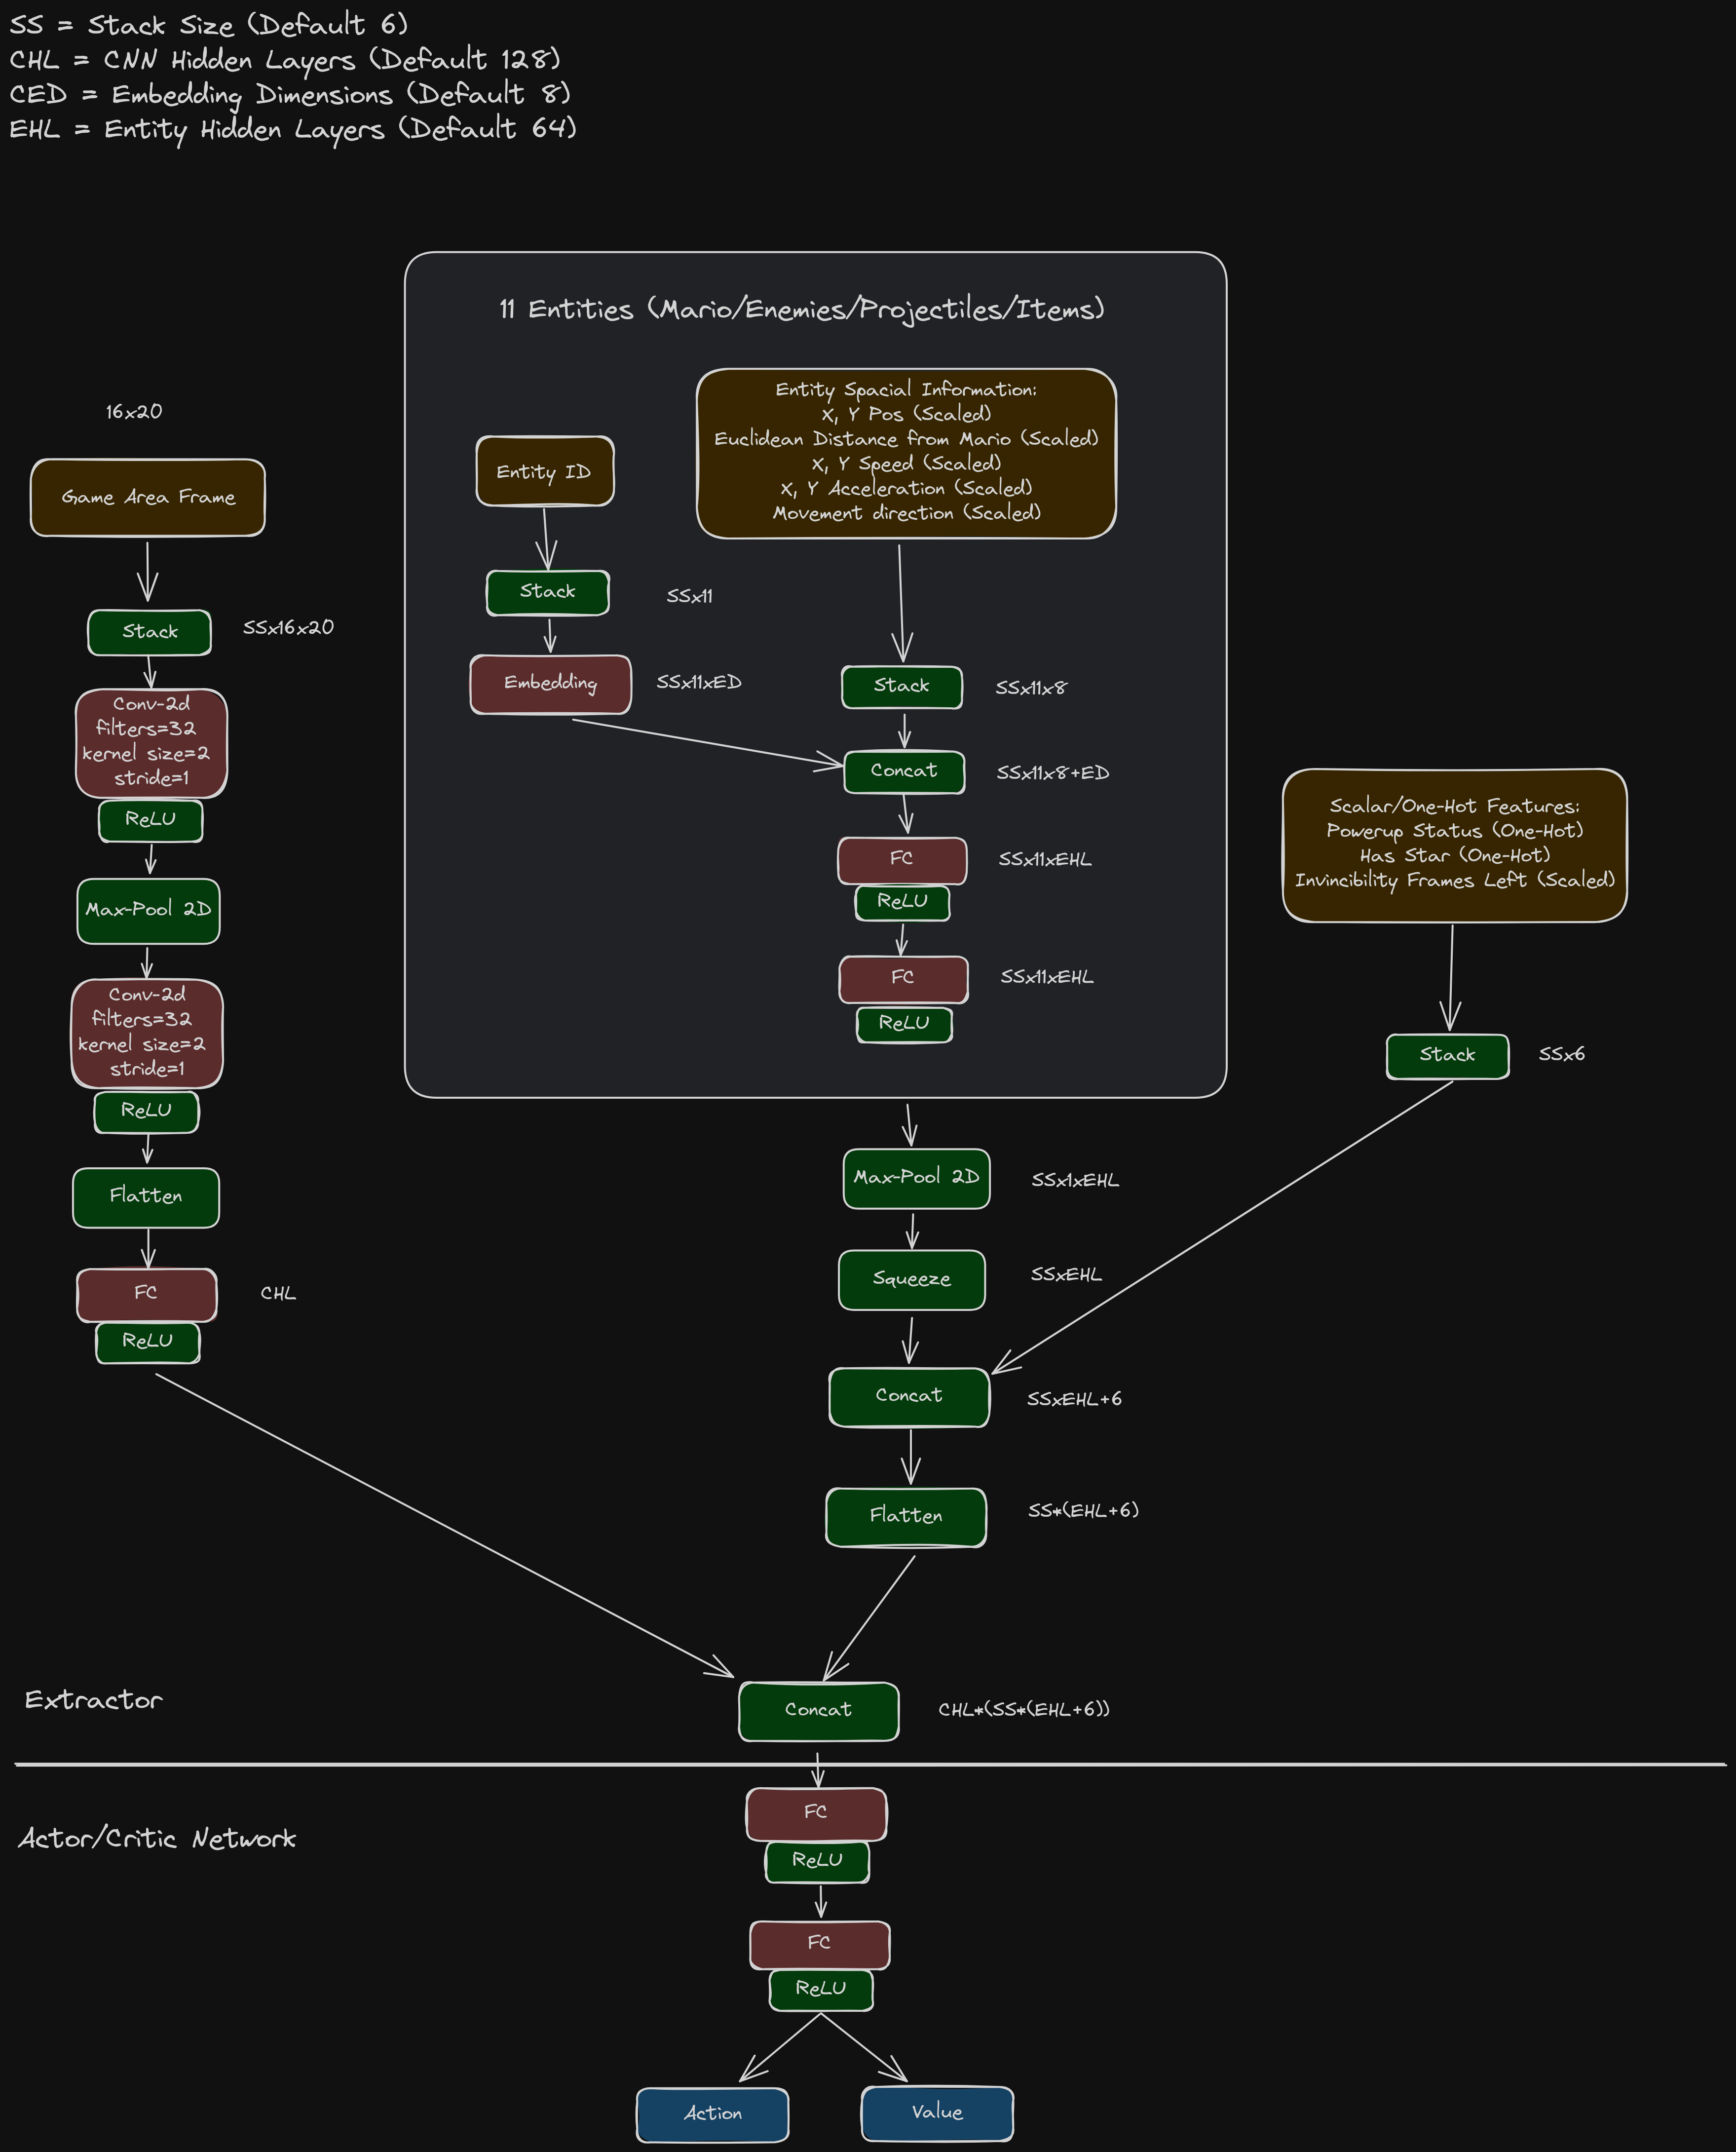 SS = Stack Size (Default 6)
CHL = CNN Hidden Layers (Default 128)
CED = Embedding Dimensions (Default 8)
EHL = Entity Hidden Layers (Default 64)
16x20
Game Area Frame
Stack
SSx16x20
Conv-2d
filters=32
kernel size=2
stride=1
ReLU
Max-Pool 2D
Conv-2d
filters=32
kernel size=2
stride=1
ReLU
Flatten
FC
CHL
ReLU
11 Entities (Mario/Enemies/Projectiles/Items)
Entity ID
Stack
SSx11
Embedding
SSx11xED
Entity Spacial Information:
X, Y Pos (Scaled)
Euclidean Distance from Mario (Scaled)
X, Y Speed (Scaled)
X, Y Acceleration (Scaled)
Movement direction (Scaled)
Stack
SSx11x8
Concat
SSx11x8+ED
FC
SSx11xEHL
ReLU
FC
SSx11xEHL
ReLU
Max-Pool 2D
SSx1xEHL
Squeeze
SSxEHL
Scalar/One-Hot Features:
Powerup Status (One-Hot)
Has Star (One-Hot)
Invincibility Frames Left (Scaled)
Stack
SSx6
Concat
SSxEHL+6
Flatten
SS*(EHL+6)
Extractor
Concat
CHL*(SS*(EHL+6))
Actor/Critic Network
FC
ReLU
FC
ReLU
Action
Value